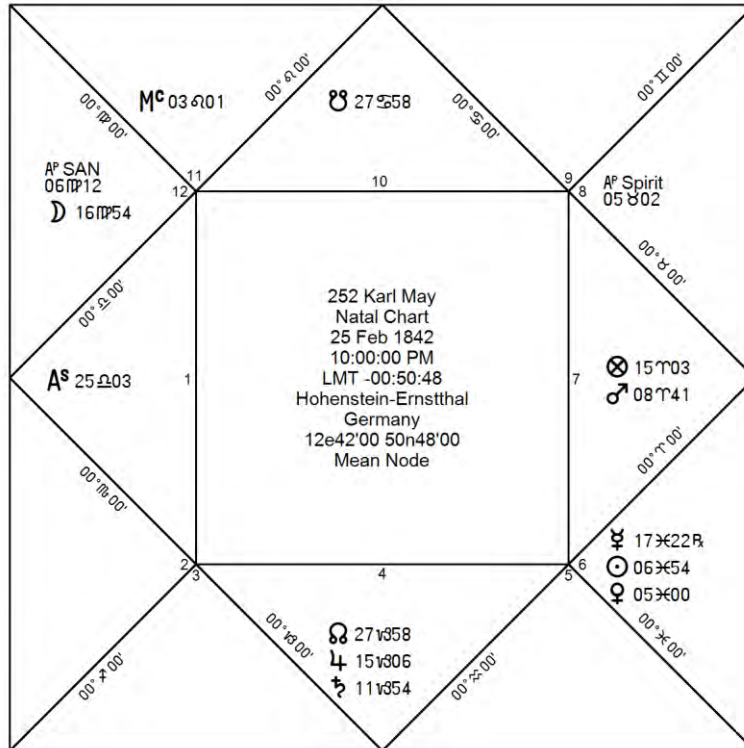 00°♍00'
Mc 03♌01
00°♌00'
☋ 27♋58
00°♋00'
00°♊00'
AP SAN
06♍12
☽ 16♍54
11
12
10
9
8
AP Spirit
05♉02
00°♎00'
00°♉00'
252 Karl May
Natal Chart
25 Feb 1842
10:00:00 PM
LMT -00:50:48
Hohenstein-Ernstthal
Germany
12e42'00 50n48'00
Mean Node
As 25♎03
1
7
⊗ 15♈03
♂ 08♈41
00°♏00'
00°♈00'
2
3
4
5
6
☿ 17♓22℞
☉ 06♓54
♀ 05♓00
00°♐00'
00°♑00'
☊ 27♑58
♃ 15♑06
♄ 11♑54
00°♒00'
00°♓00'